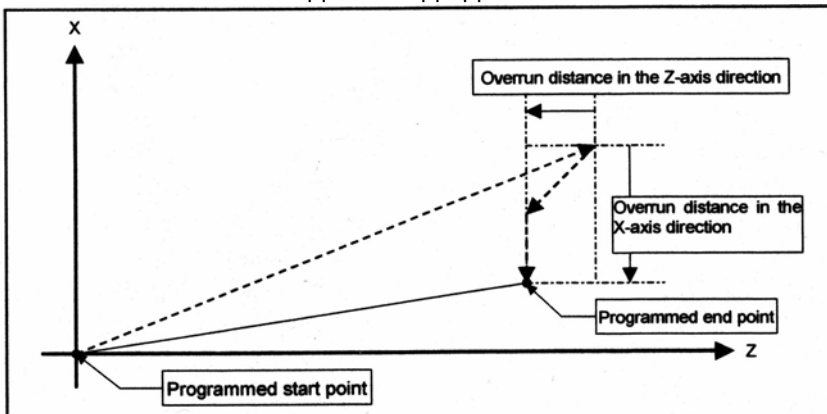 X
Overrun distance in the Z-axis direction
Overrun distance in the
X-axis direction
Programmed end point
Z
Programmed start point